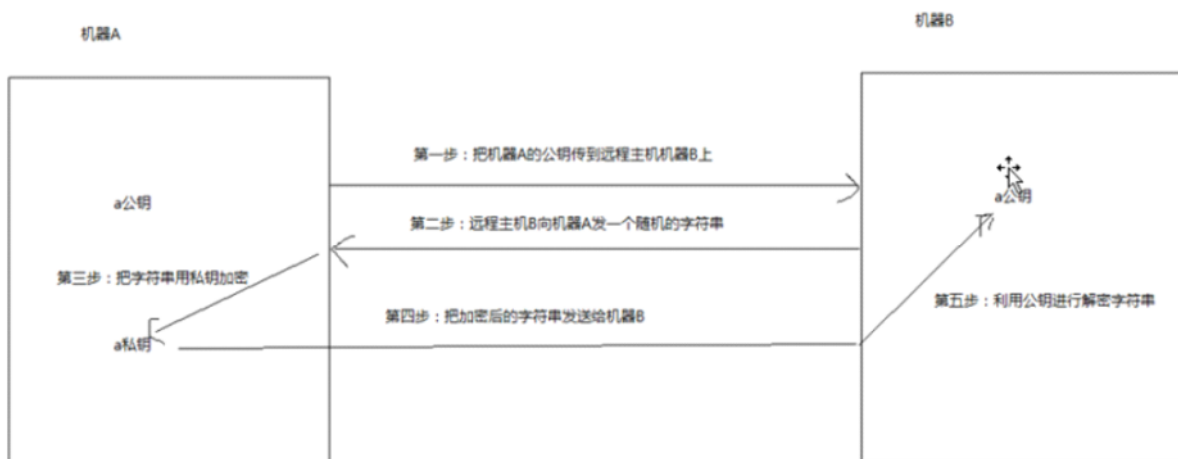 机器A
机器B
第一步：把机器A的公钥传到远程主机机器B上
a公钥
a公钥
第二步：远程主机B向机器A发一个随机的字符串
第三步：把字符串用私钥加密
第五步：利用公钥进行解密字符串
第四步：把加密后的字符串发送给机器B
a私钥